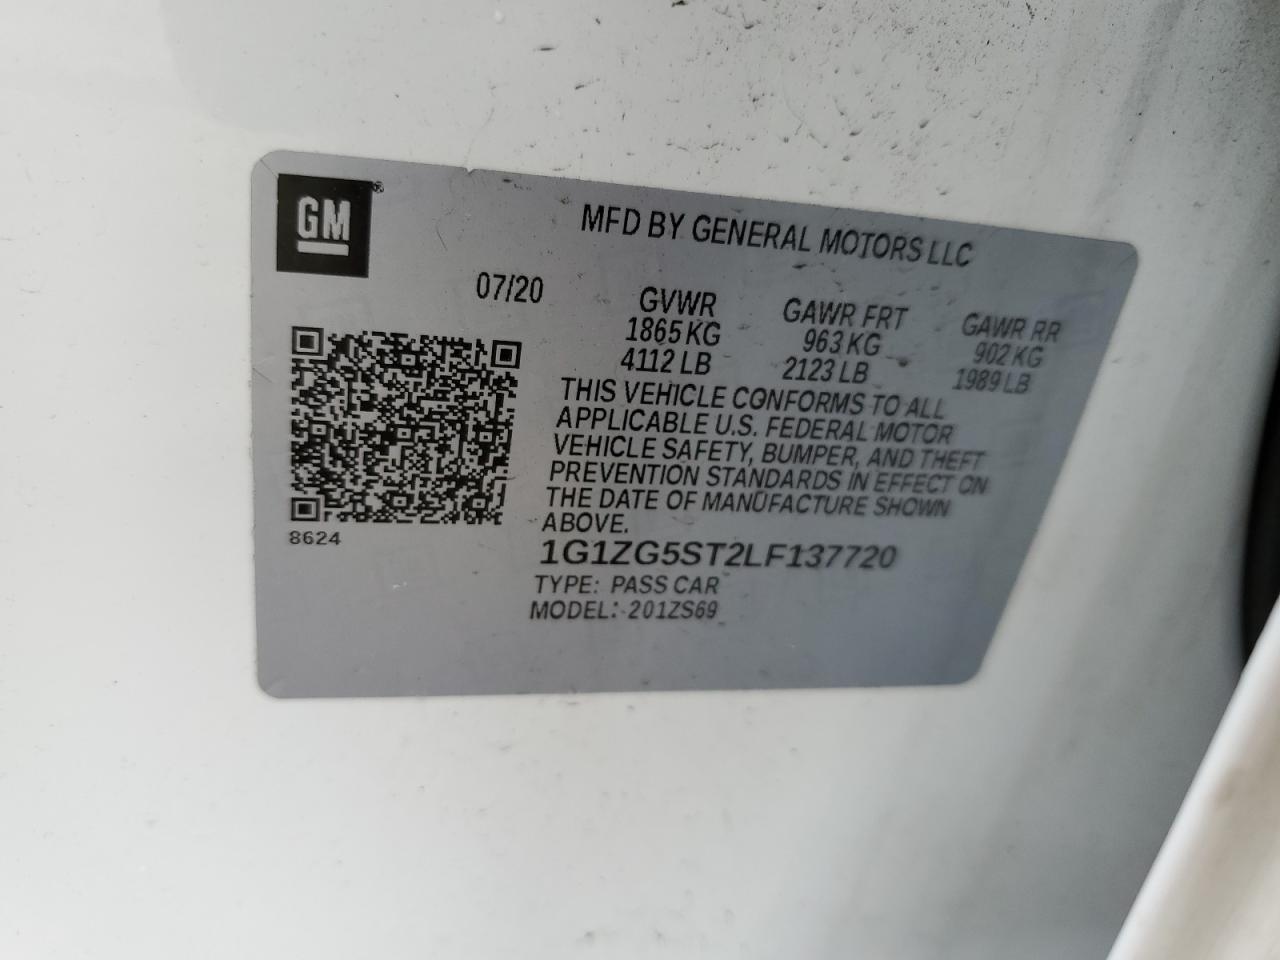 GM
MFD BY GENERAL MOTORS LLC
07/20
GVWR GAWR FRT GAWR RR
1865 KG 963 KG 902 KG
4112 LB 2123 LB 1989 LB
THIS VEHICLE CONFORMS TO ALL
APPLICABLE U.S. FEDERAL MOTOR
VEHICLE SAFETY, BUMPER, AND THEFT
PREVENTION STANDARDS IN EFFECT ON
THE DATE OF MANUFACTURE SHOWN
ABOVE.
8624
1G1ZG5ST2LF137720
TYPE: PASS CAR
MODEL: 201ZS69